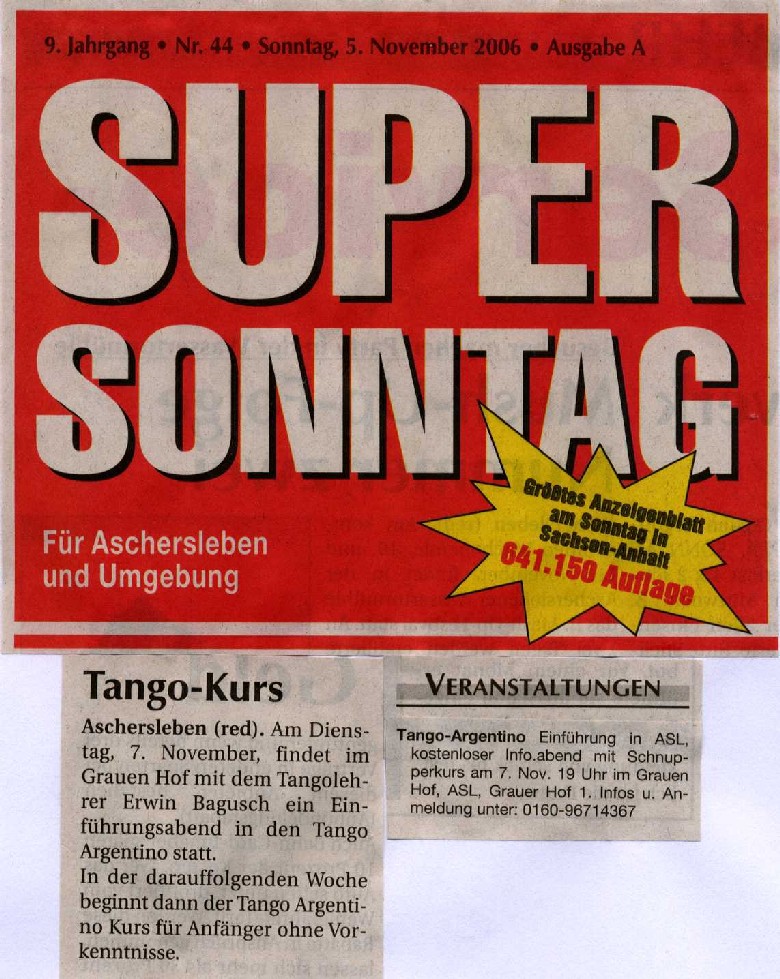 9. Jahrgang • Nr. 44 • Sonntag, 5. November 2006 • Ausgabe A
SUPER
SONNTAG
Für Aschersleben
und Umgebung
Größtes Anzeigenblatt
am Sonntag in
Sachsen-Anhalt
641.150 Auflage
Tango-Kurs
Aschersleben (red). Am Diens-
tag, 7. November, findet im
Grauen Hof mit dem Tangoleh-
rer Erwin Bagusch ein Ein-
führungsabend in den Tango
Argentino statt.
In der darauffolgenden Woche
beginnt dann der Tango Argenti-
no Kurs für Anfänger ohne Vor-
kenntnisse.
VERANSTALTUNGEN
Tango-Argentino Einführung in ASL,
kostenloser Info.abend mit Schnup-
perkurs am 7. Nov. 19 Uhr im Grauen
Hof, ASL, Grauer Hof 1. Infos u. An-
meldung unter: 0160-96714367